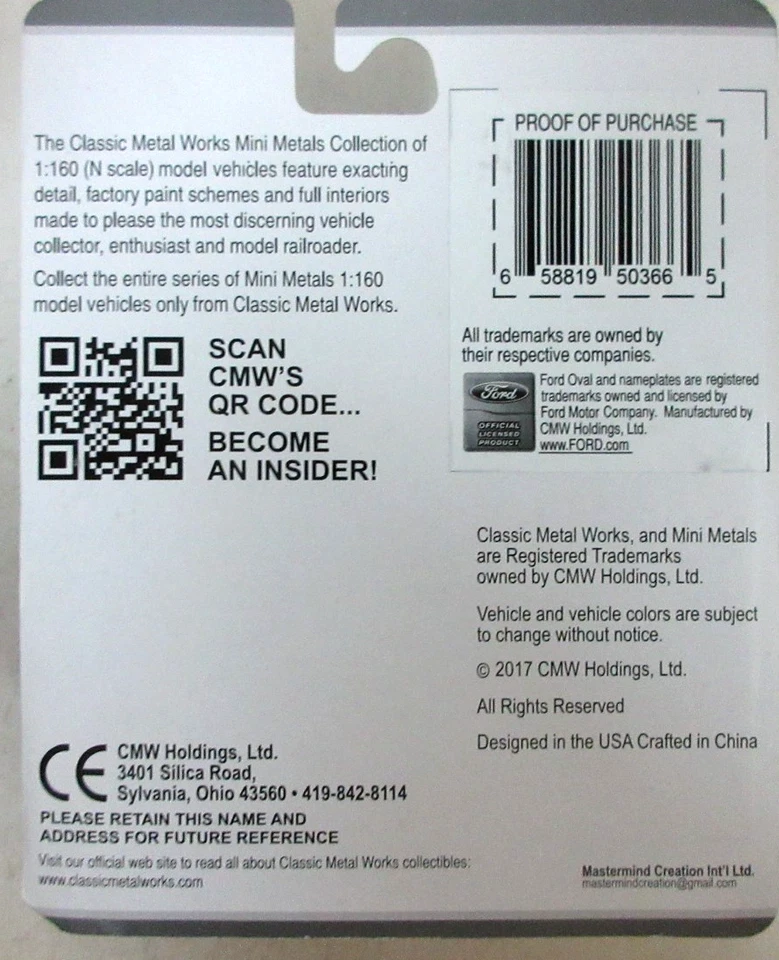 The Classic Metal Works Mini Metals Collection of
1:160 (N scale) model vehicles feature exacting
detail, factory paint schemes and full interiors
made to please the most discerning vehicle
collector, enthusiast and model railroader.
Collect the entire series of Mini Metals 1:160
model vehicles only from Classic Metal Works.
SCAN
CMW'S
QR CODE...
BECOME
AN INSIDER!
PROOF OF PURCHASE
6 58819 50366 5
All trademarks are owned by
their respective companies.
Ford
OFFICIAL
LICENSED
PRODUCT
Ford Oval and nameplates are registered
trademarks owned and licensed by
Ford Motor Company. Manufactured by
CMW Holdings, Ltd.
www.FORD.com
Classic Metal Works, and Mini Metals
are Registered Trademarks
owned by CMW Holdings, Ltd.
Vehicle and vehicle colors are subject
to change without notice.
© 2017 CMW Holdings, Ltd.
All Rights Reserved
Designed in the USA Crafted in China
CE
CMW Holdings, Ltd.
3401 Silica Road,
Sylvania, Ohio 43560 • 419-842-8114
PLEASE RETAIN THIS NAME AND
ADDRESS FOR FUTURE REFERENCE
Visit our official web site to read all about Classic Metal Works collectibles:
www.classicmetalworks.com
Mastermind Creation Int'l Ltd.
mastermindcreation@gmail.com